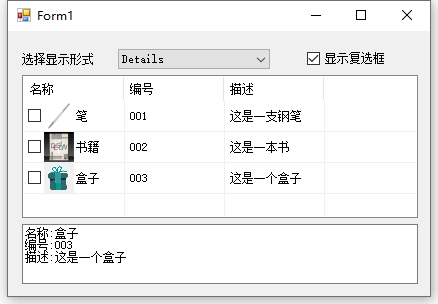 Form1
选择显示形式 Details 显示复选框
名称 编号 描述
笔 001 这是一支钢笔
书籍 002 这是一本书
盒子 003 这是一个盒子
名称:盒子
编号:003
描述:这是一个盒子